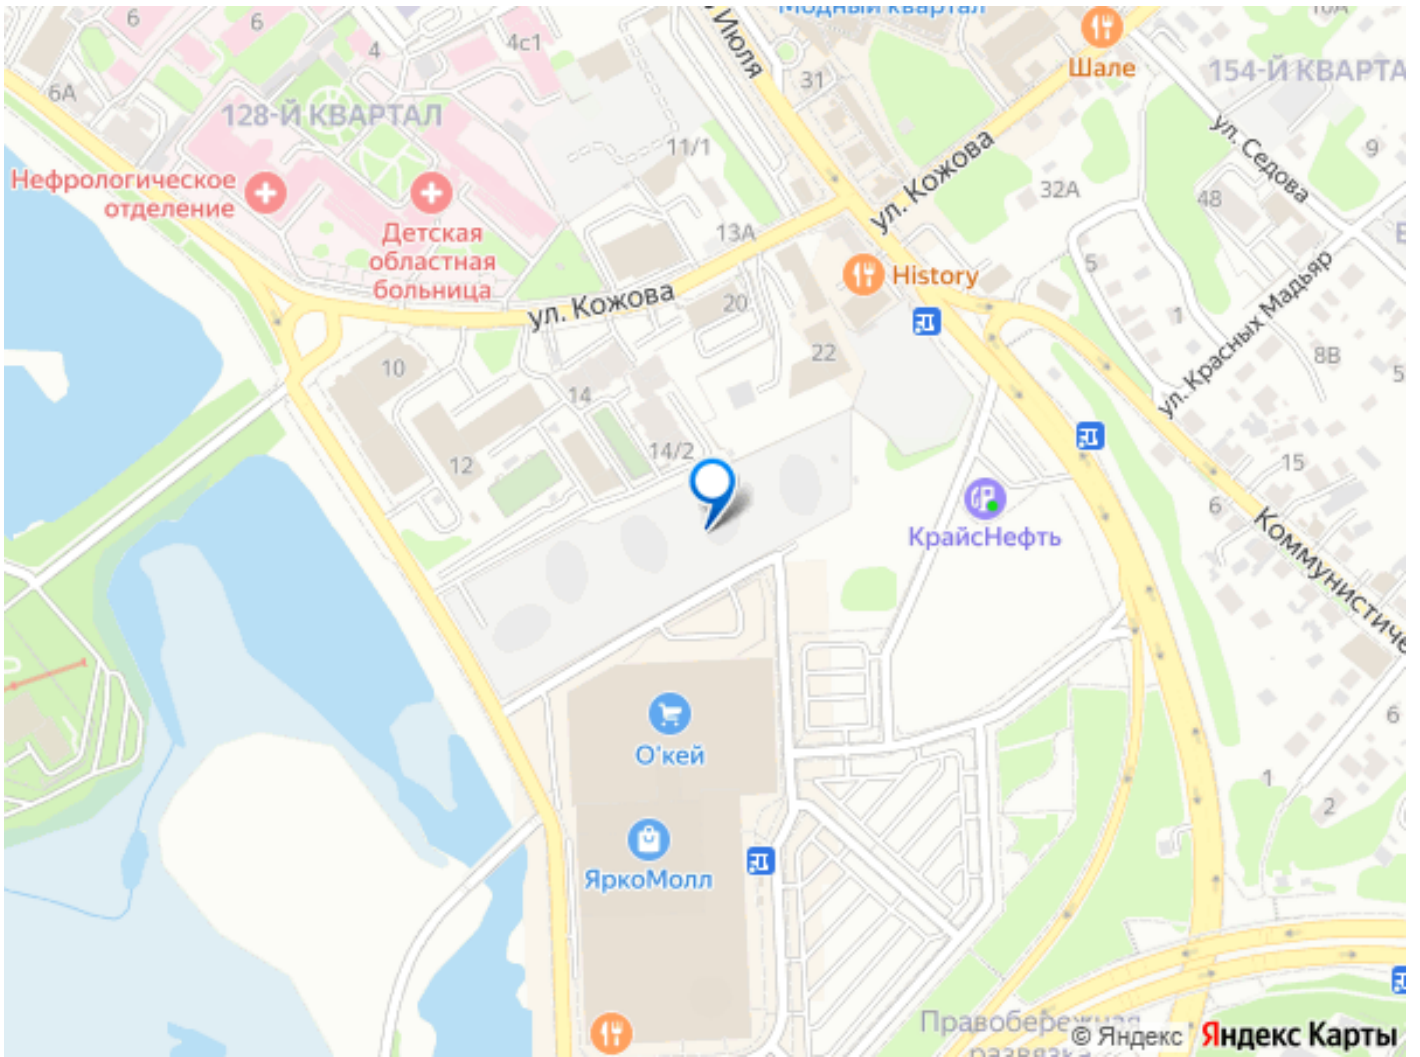 Модный квартал
6
6
4
4с1
Июля
31
Шале
10А
154-Й КВАРТА
6А
128-Й КВАРТАЛ
11/1
ул. Седова
9
Нефрологическое
отделение
ул. Кожова
32А
48
Детская
областная
больница
13А
5
History
ул. Кожова
20
1
ул. Красных Мадьяр
8В
22
10
14
5
14/2
12
15
6
КрайсНефть
Коммунистиче
О'кей
6
1
2
ЯркоМолл
Правобережная
развязка
© Яндекс
Яндекс Карты